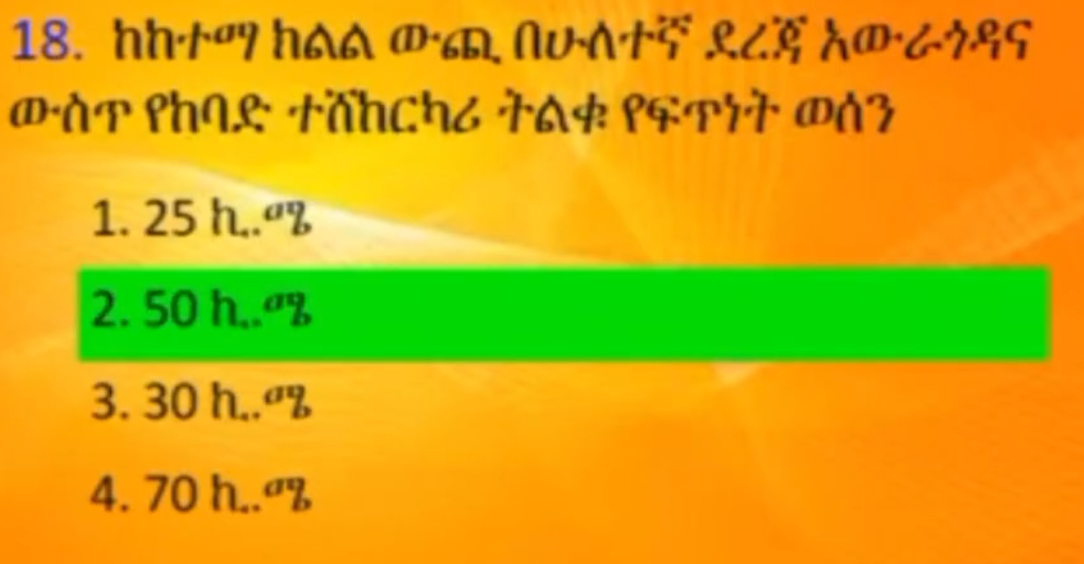 18. ከከተማ ክልል ውጪ በሁለተኛ ደረጃ አውራጎዳና
ውስጥ የከባድ ተሽከርካሪ ትልቁ የፍጥነት ወሰን
1. 25 ኪ..ሜ
2. 50 ኪ..ሜ
3. 30 ኪ..ሜ
4. 70 ኪ..ሜ